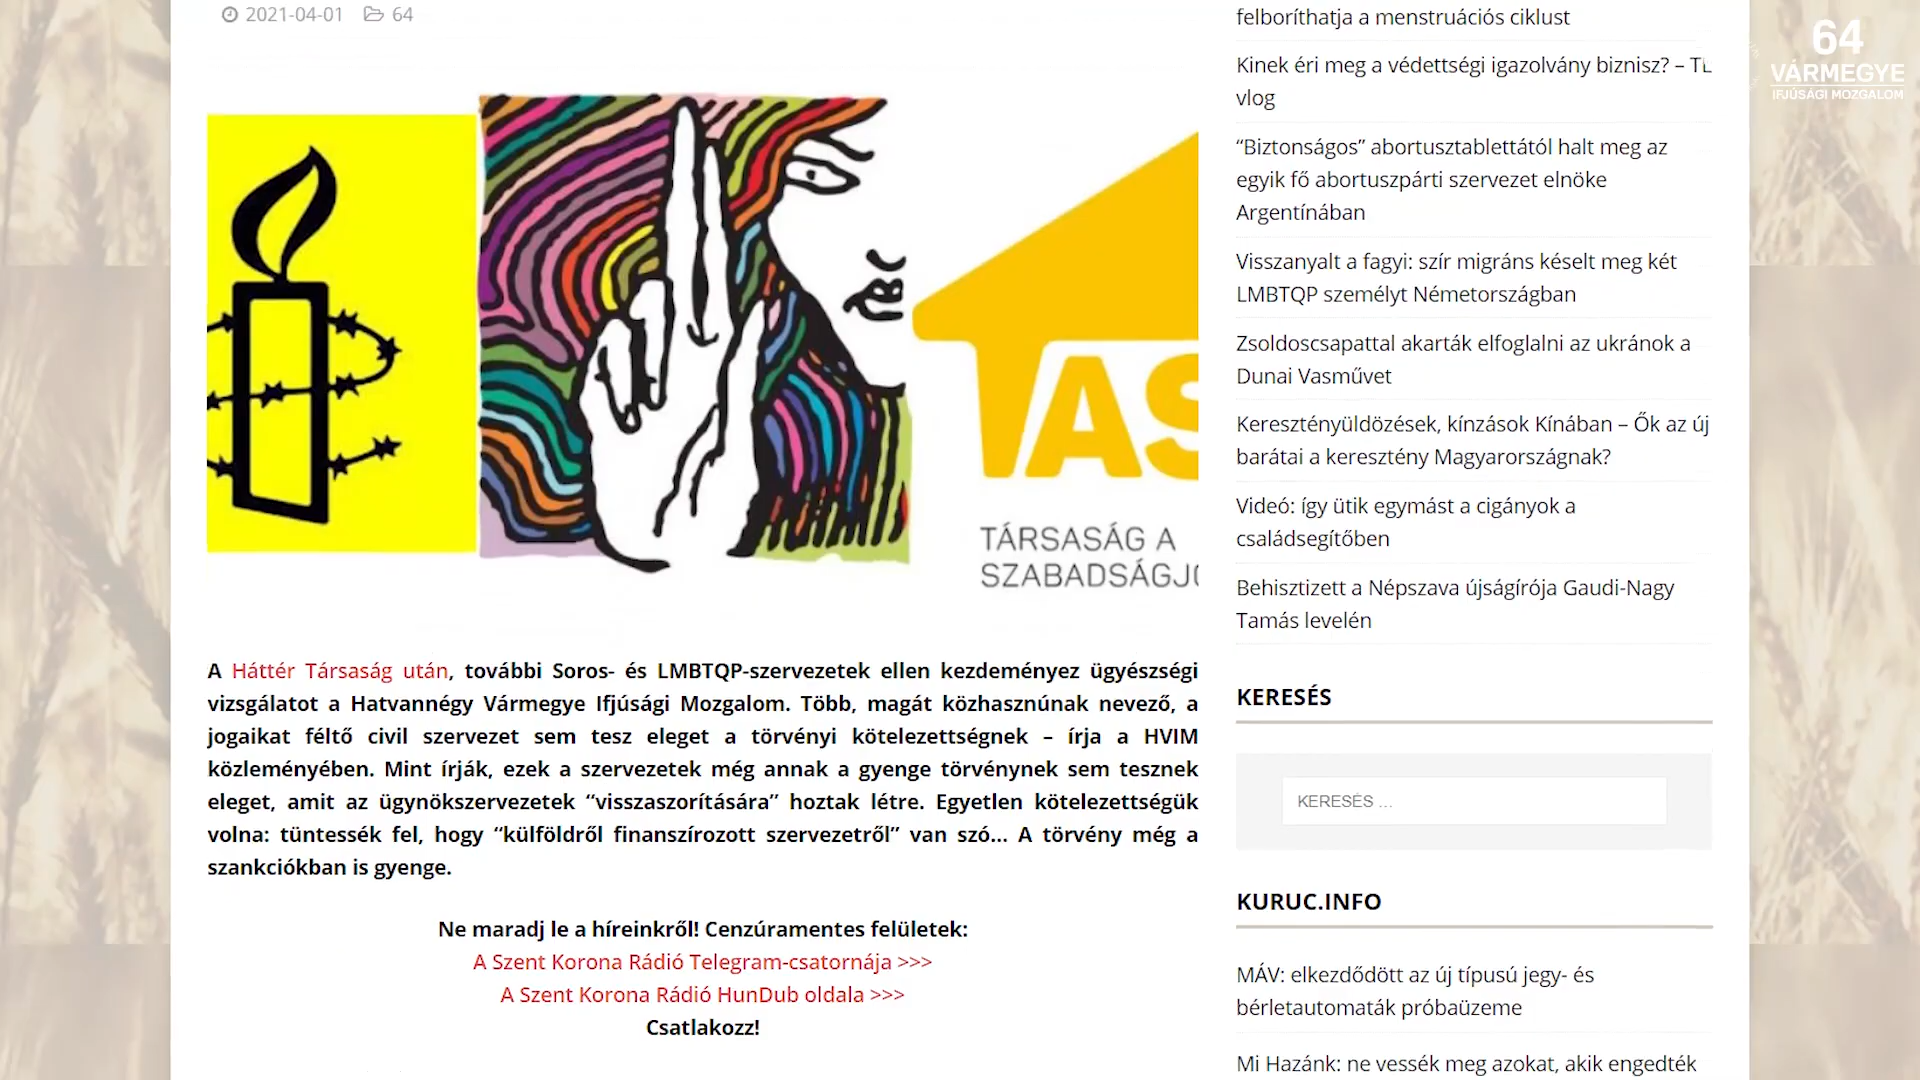 2021-04-01 64
TÁRSASÁG A
SZABADSÁGJO
A Háttér Társaság után, további Soros- és LMBTQP-szervezetek ellen kezdeményez ügyészségi
vizsgálatot a Hatvannégy Vármegye Ifjúsági Mozgalom. Több, magát közhasznúnak nevező, a
jogaikat féltő civil szervezet sem tesz eleget a törvényi kötelezettségnek – írja a HVIM
közleményében. Mint írják, ezek a szervezetek még annak a gyenge törvénynek sem tesznek
eleget, amit az ügynökszervezetek “visszaszorítására” hoztak létre. Egyetlen kötelezettségük
volna: tüntessék fel, hogy “külföldről finanszírozott szervezetről” van szó… A törvény még a
szankciókban is gyenge.
Ne maradj le a híreinkről! Cenzúramentes felületek:
A Szent Korona Rádió Telegram-csatornája >>>
A Szent Korona Rádió HunDub oldala >>>
Csatlakozz!
felboríthatja a menstruációs ciklust
Kinek éri meg a védettségi igazolvány biznisz? – TL
vlog
“Biztonságos” abortusztablettától halt meg az
egyik fő abortuszpárti szervezet elnöke
Argentínában
Visszanyalt a fagyi: szír migráns késelt meg két
LMBTQP személyt Németországban
Zsoldoscsapattal akarták elfoglalni az ukránok a
Dunai Vasművet
Keresztényüldözések, kínzások Kínában – Ők az új
barátai a keresztény Magyarországnak?
Videó: így ütik egymást a cigányok a
családsegítőben
Behisztizett a Népszava újságírója Gaudi-Nagy
Tamás levelén
KERESÉS
KERESÉS …
KURUC.INFO
MÁV: elkezdődött az új típusú jegy- és
bérletautomaták próbaüzeme
Mi Hazánk: ne vessék meg azokat, akik engedték
64
VÁRMEGYE
IFJÚSÁGI MOZGALOM